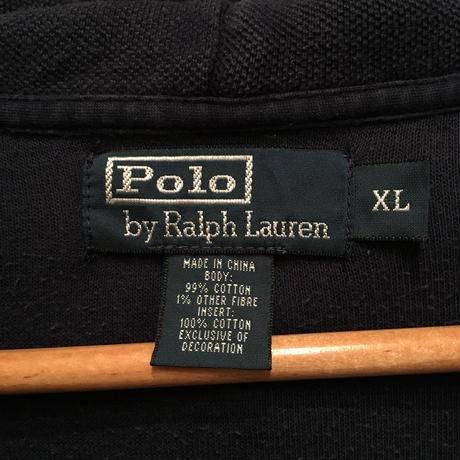 Polo
by Ralph Lauren
XL
MADE IN CHINA
BODY:
99% COTTON
1% OTHER FIBRE
INSERT:
100% COTTON
EXCLUSIVE OF
DECORATION